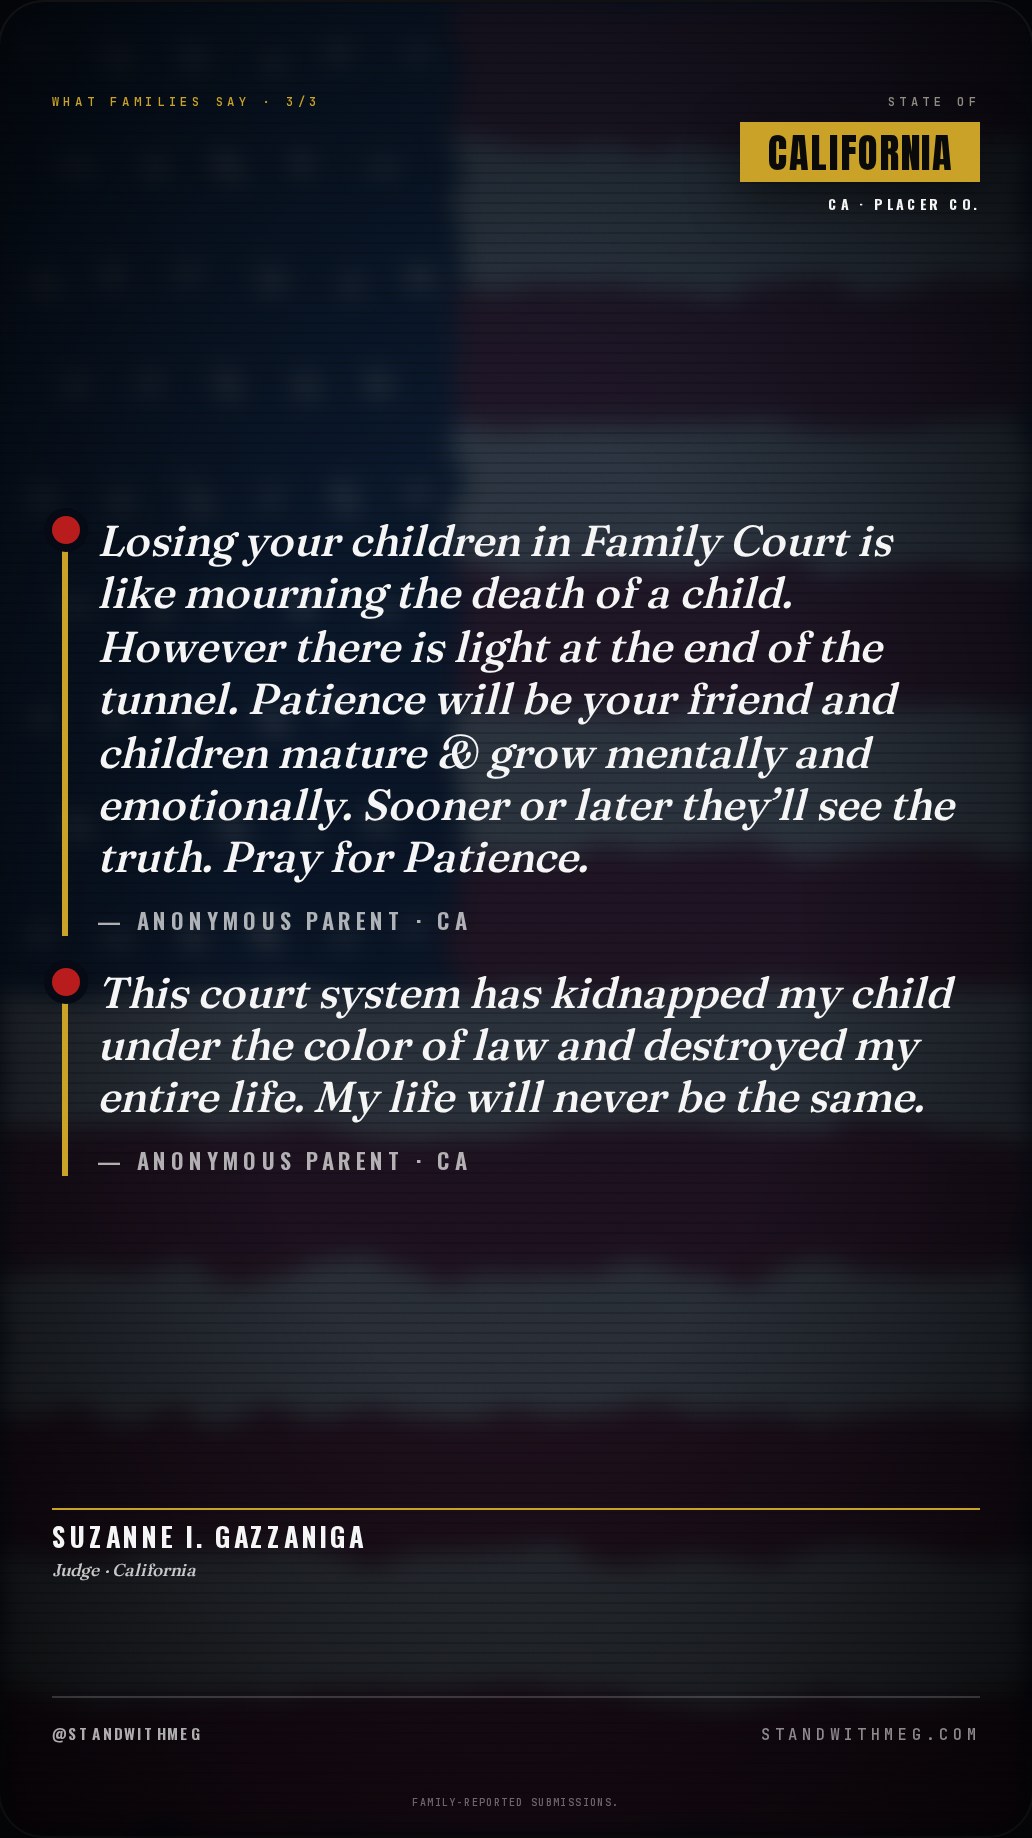 WHAT FAMILIES SAY · 3/3
STATE OF
CALIFORNIA
CA · PLACER CO.
Losing your children in Family Court is
like mourning the death of a child.
However there is light at the end of the
tunnel. Patience will be your friend and
children mature & grow mentally and
emotionally. Sooner or later they’ll see the
truth. Pray for Patience.
— ANONYMOUS PARENT · CA
This court system has kidnapped my child
under the color of law and destroyed my
entire life. My life will never be the same.
— ANONYMOUS PARENT · CA
SUZANNE I. GAZZANIGA
Judge · California
@STANDWITHMEG
STANDWITHMEG.COM
FAMILY-REPORTED SUBMISSIONS.